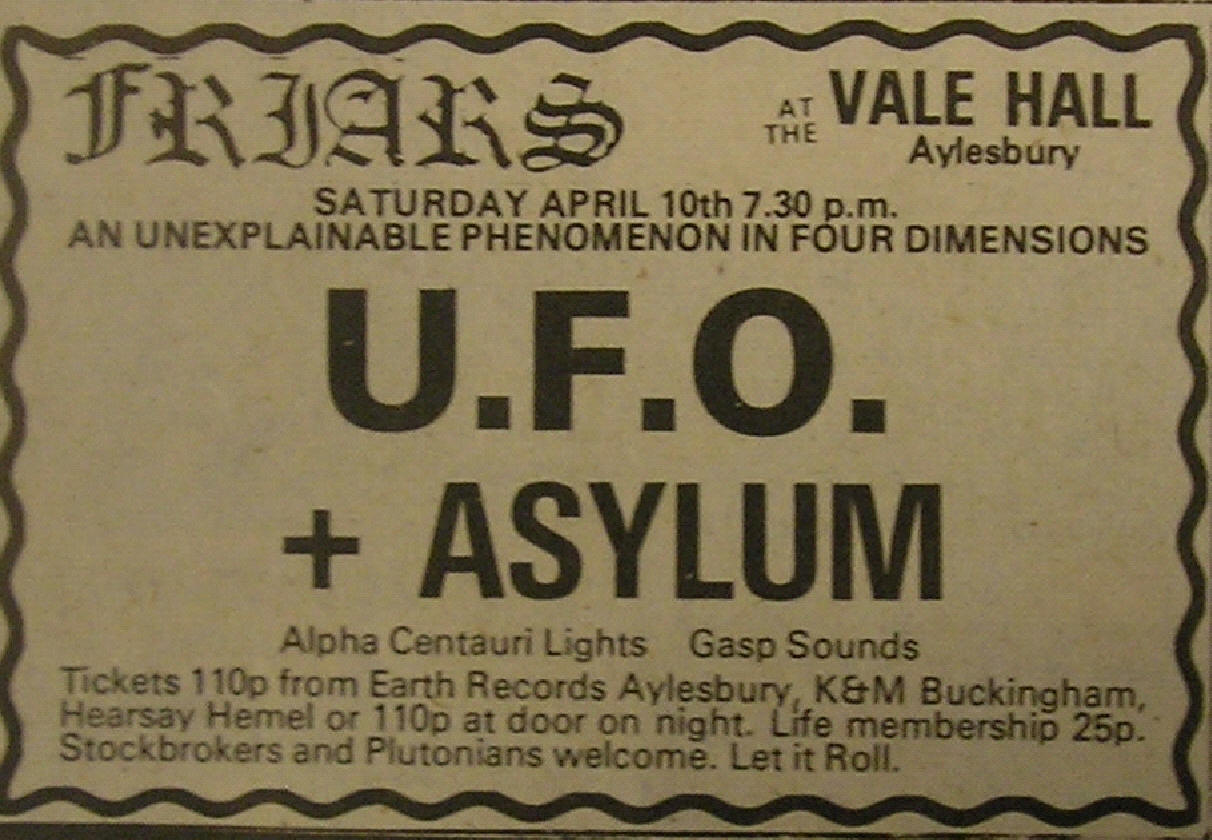 FRIARS
AT THE VALE HALL
Aylesbury
SATURDAY APRIL 10th 7.30 p.m.
AN UNEXPLAINABLE PHENOMENON IN FOUR DIMENSIONS
U.F.O.
+ ASYLUM
Alpha Centauri Lights Gasp Sounds
Tickets 110p from Earth Records Aylesbury, K&M Buckingham,
Hearsay Hemel or 110p at door on night. Life membership 25p.
Stockbrokers and Plutonians welcome. Let it Roll.